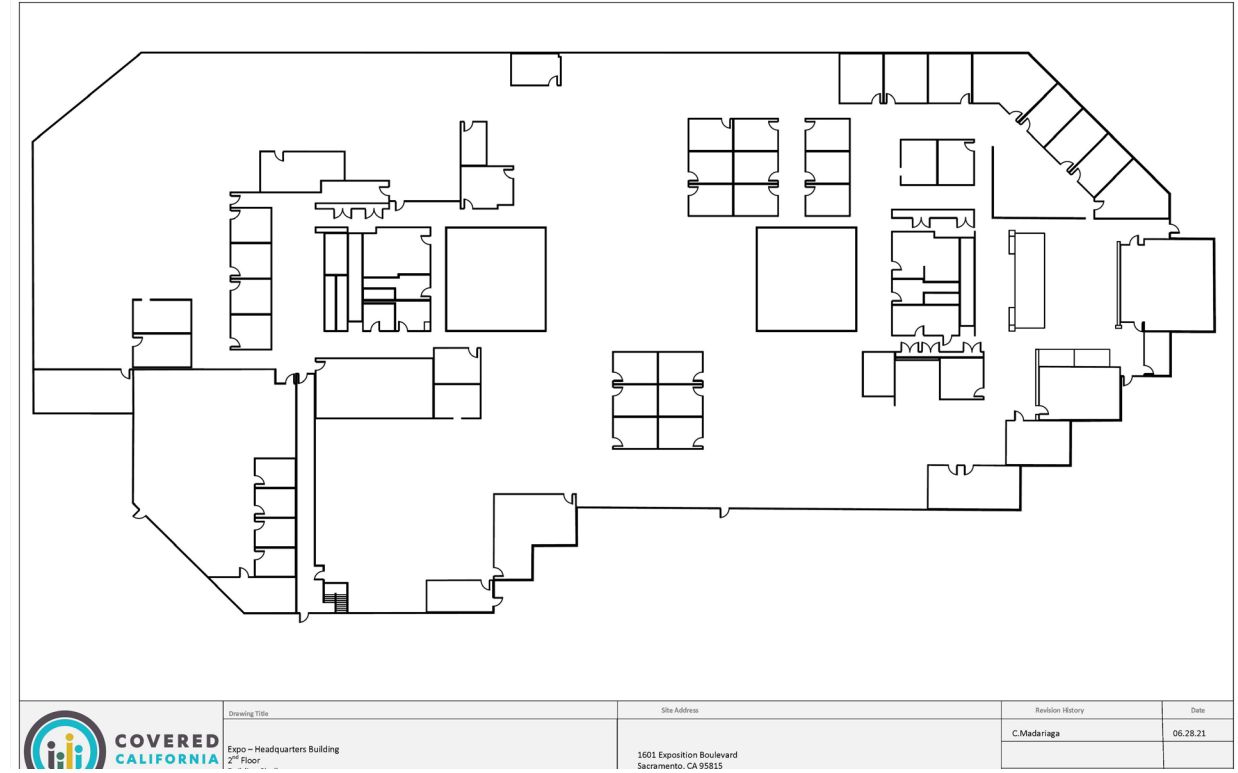 Drawing Title
Site Address
Revision History
Date
COVERED
CALIFORNIA
Expo – Headquarters Building
2nd Floor
1601 Exposition Boulevard
Sacramento, CA 95815
C.Madariaga
06.28.21